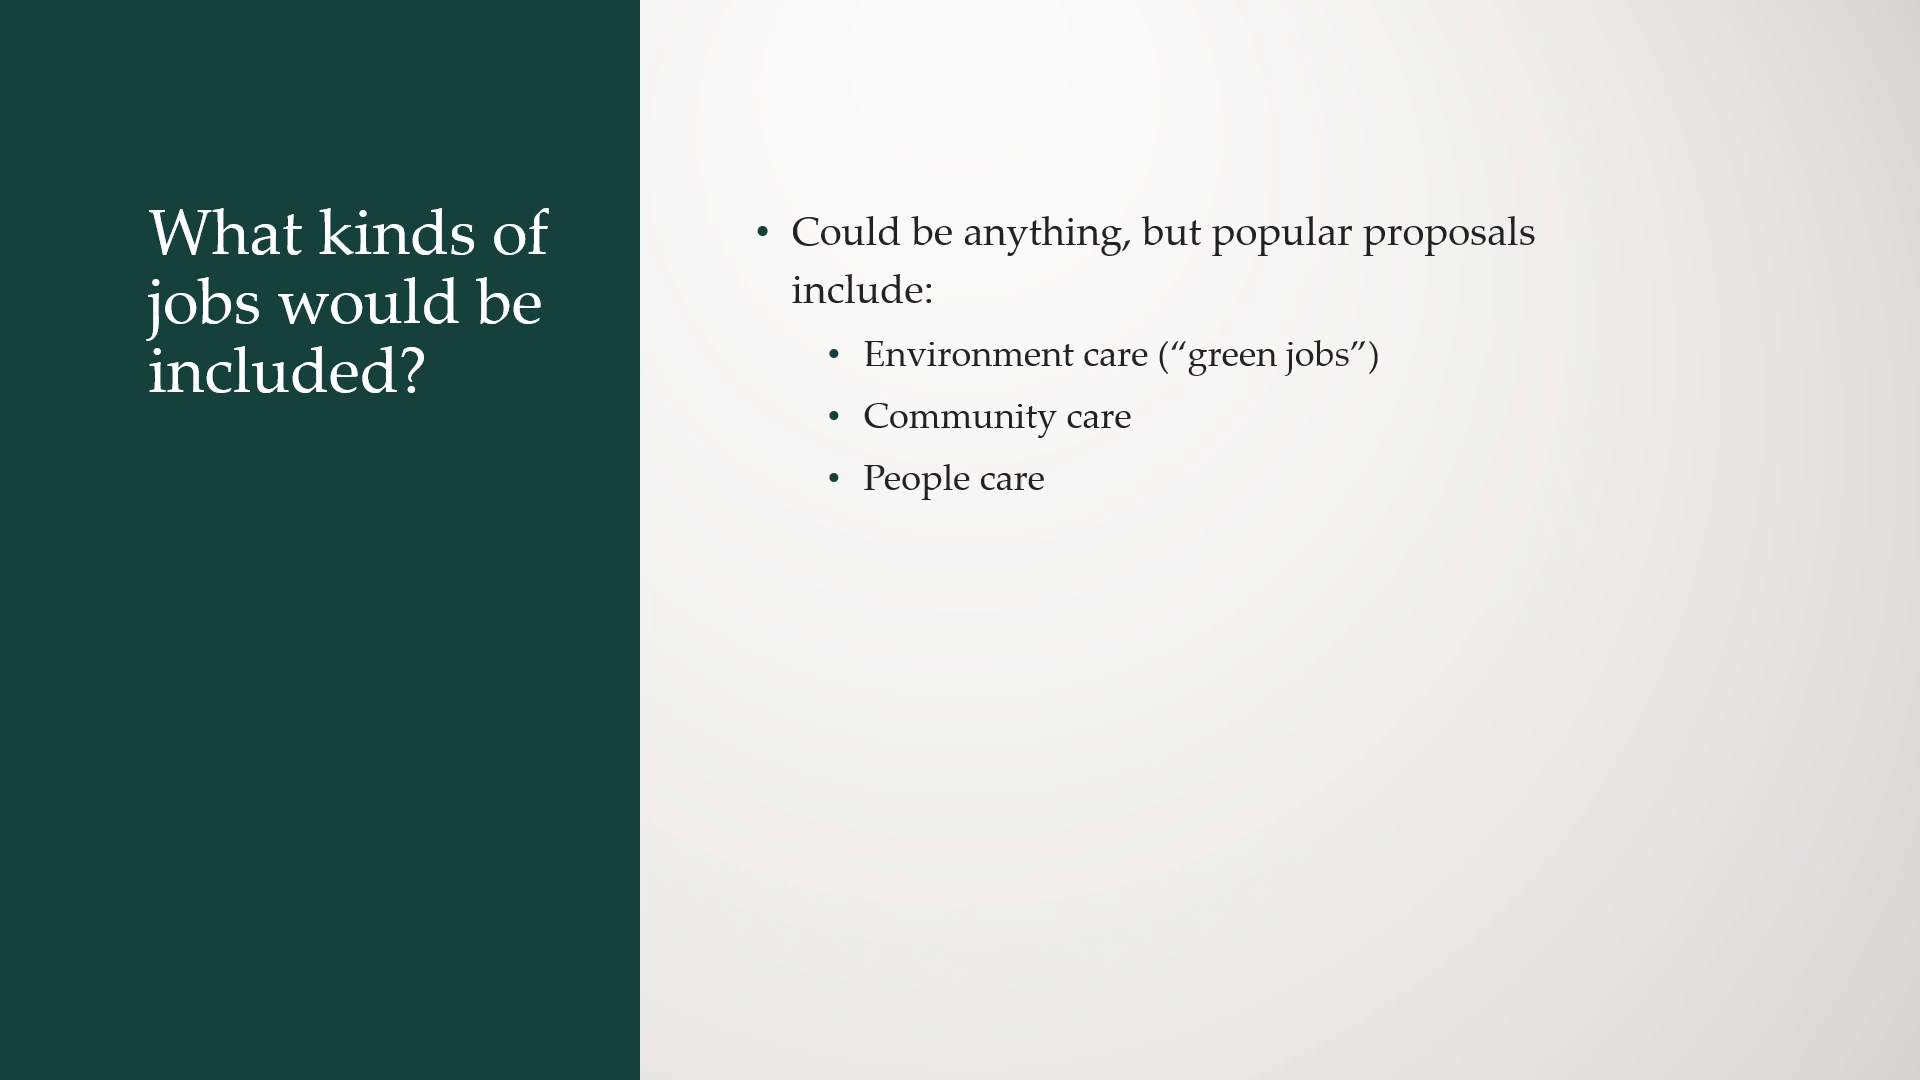 What kinds of
jobs would be
included?
• Could be anything, but popular proposals
include:
• Environment care (“green jobs”)
• Community care
• People care